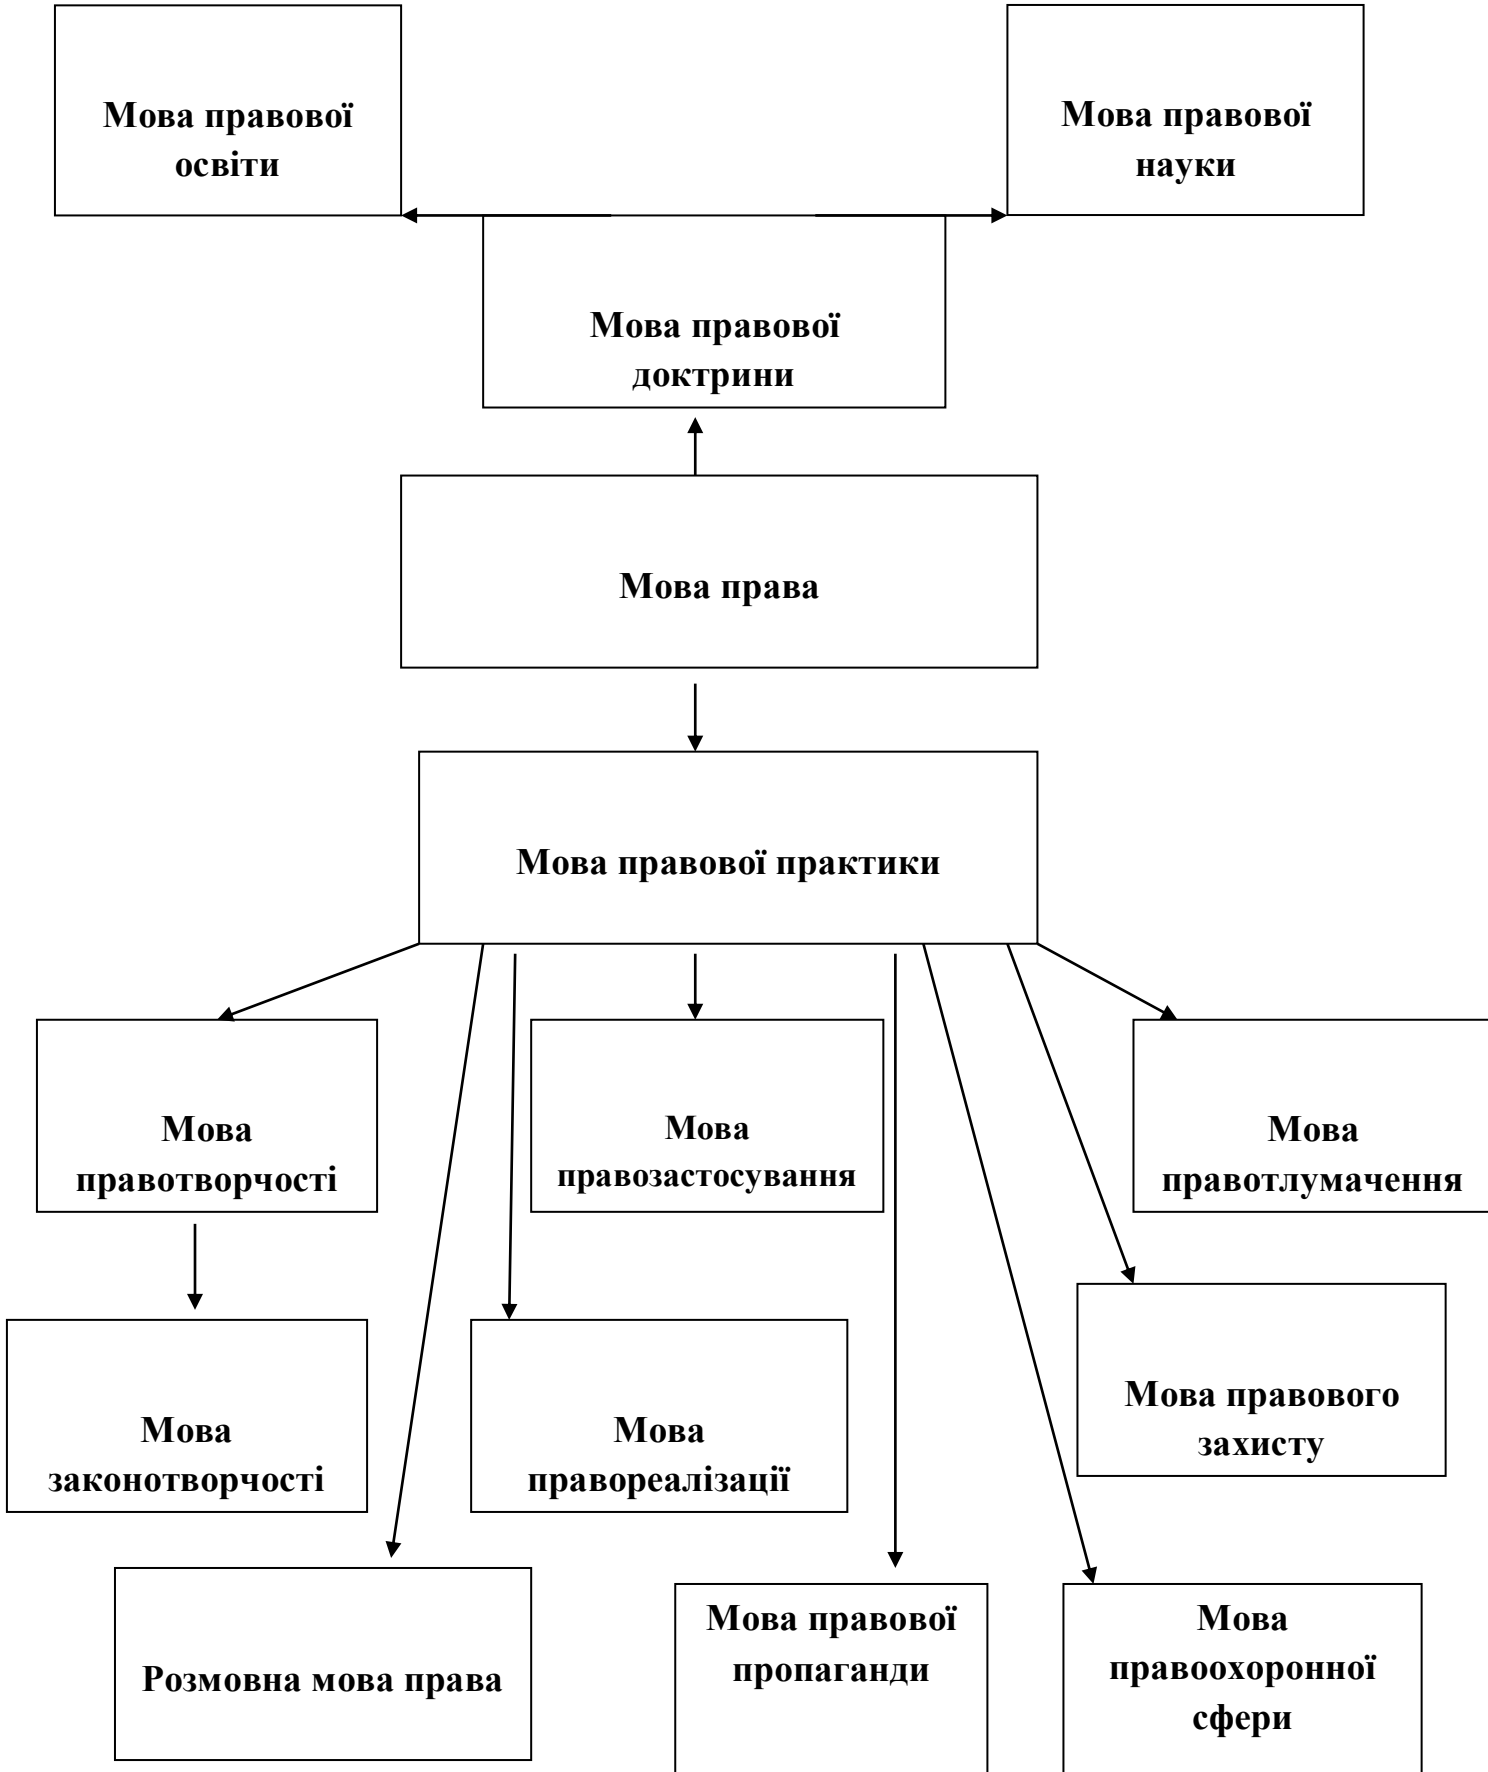 Мова правової
освіти
Мова правової
науки
Мова правової
доктрини
Мова права
Мова правової практики
Мова
правотворчості
Мова
правозастосування
Мова
правотлумачення
Мова
законотворчості
Мова
правореалізації
Мова правового
захисту
Розмовна мова права
Мова правової
пропаганди
Мова
правоохоронної
сфери